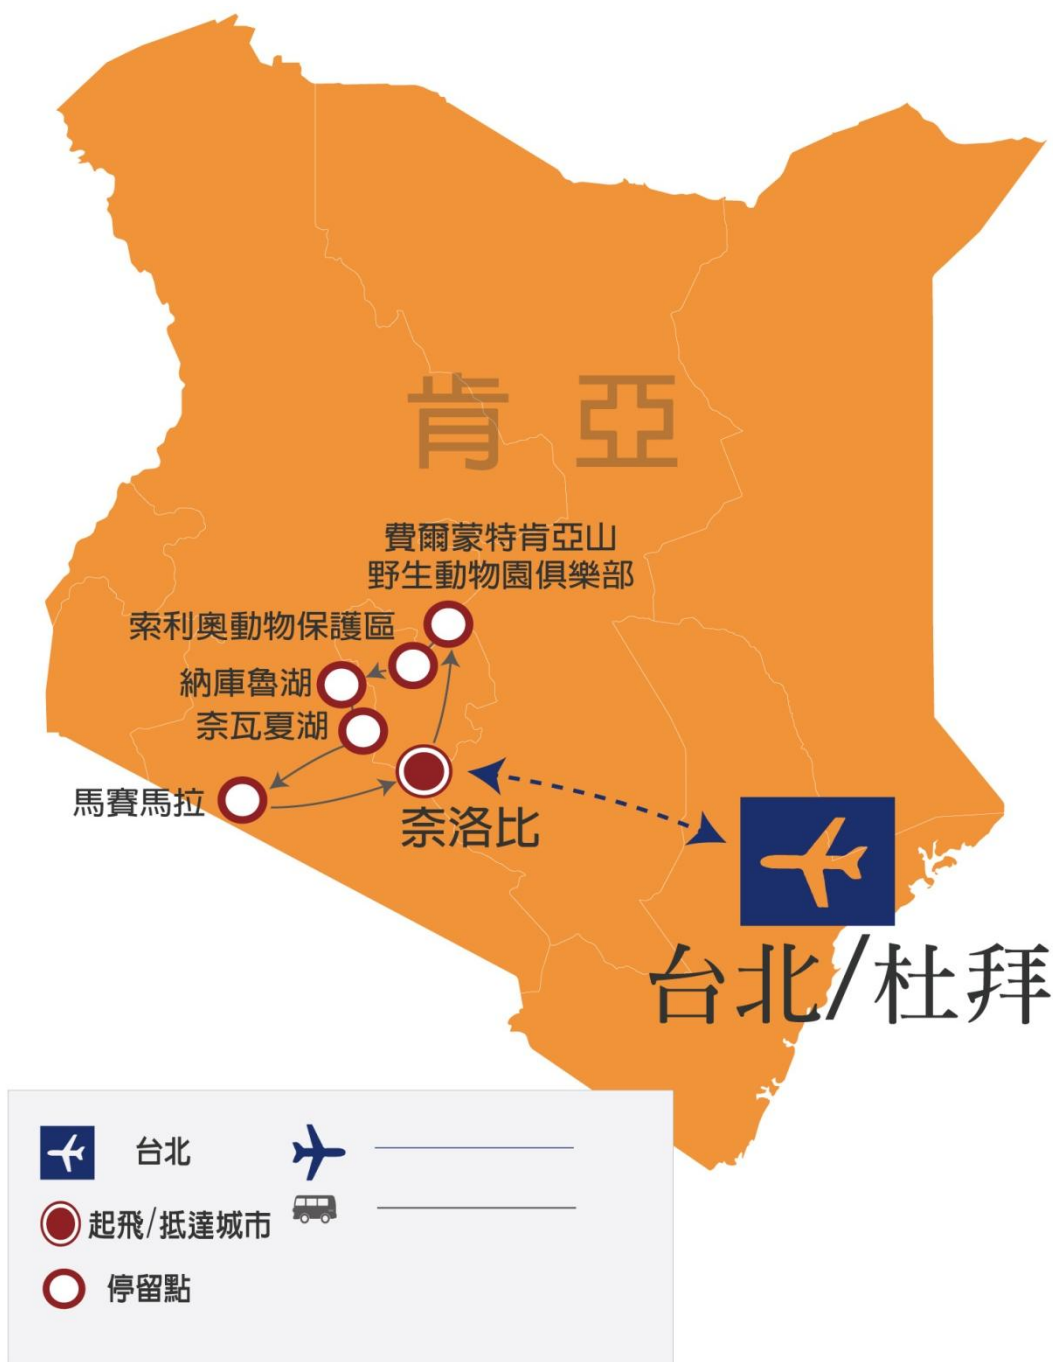 肯亞
費爾蒙特肯亞山
野生動物園俱樂部
索利奧動物保護區
納庫魯湖
奈瓦夏湖
馬賽馬拉
奈洛比
台北/杜拜
台北
起飛/抵達城市
停留點